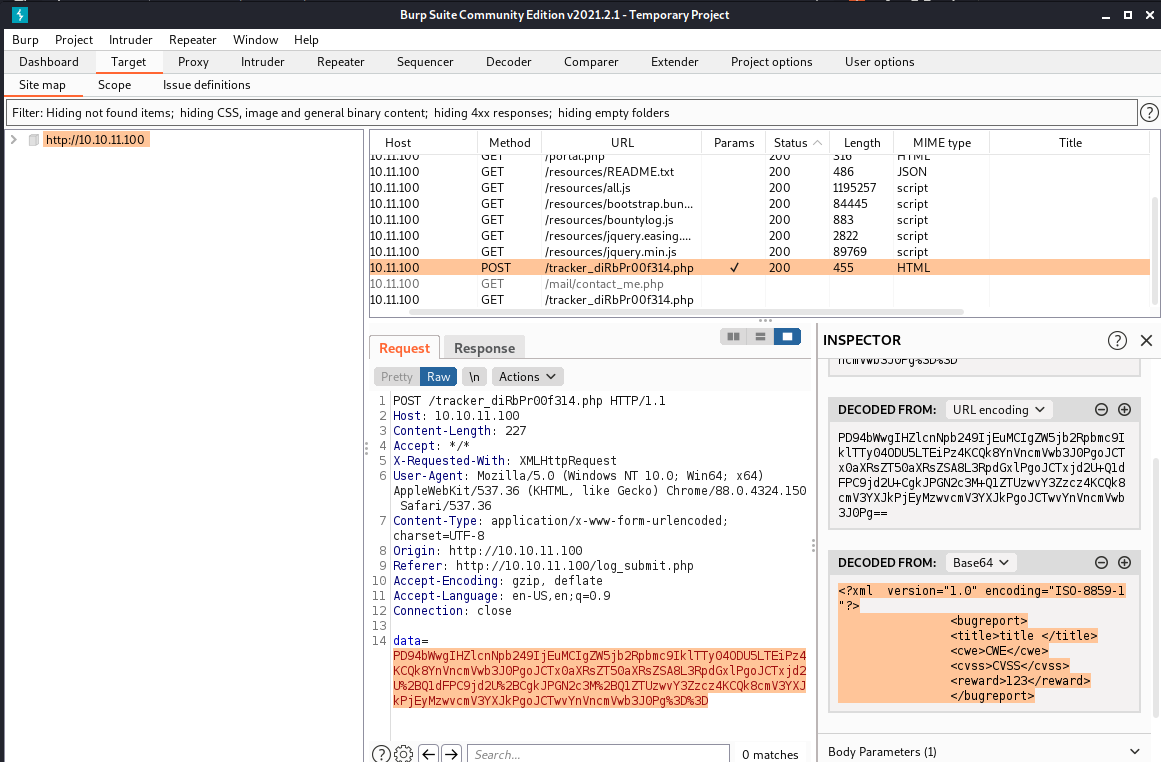 Burp Suite Community Edition v2021.2.1 - Temporary Project
Burp Project Intruder Repeater Window Help
Dashboard Target Proxy Intruder Repeater Sequencer Decoder Comparer Extender Project options User options
Site map Scope Issue definitions
Filter: Hiding not found items; hiding CSS, image and general binary content; hiding 4xx responses; hiding empty folders
http://10.10.11.100
Host Method URL Params Status Length MIME type Title
10.11.100 GET /portal.php 200 316 HTML
10.11.100 GET /resources/README.txt 200 486 JSON
10.11.100 GET /resources/all.js 200 1195257 script
10.11.100 GET /resources/bootstrap.bun... 200 84445 script
10.11.100 GET /resources/bountylog.js 200 883 script
10.11.100 GET /resources/jquery.easing.... 200 2822 script
10.11.100 GET /resources/jquery.min.js 200 89769 script
10.11.100 POST /tracker_diRbPr00f314.php ✓ 200 455 HTML
10.11.100 GET /mail/contact_me.php
10.11.100 GET /tracker_diRbPr00f314.php
Request Response
Pretty Raw \n Actions
1 POST /tracker_diRbPr00f314.php HTTP/1.1
2 Host: 10.10.11.100
3 Content-Length: 227
4 Accept: */*
5 X-Requested-With: XMLHttpRequest
6 User-Agent: Mozilla/5.0 (Windows NT 10.0; Win64; x64)
AppleWebKit/537.36 (KHTML, like Gecko) Chrome/88.0.4324.150
Safari/537.36
7 Content-Type: application/x-www-form-urlencoded;
charset=UTF-8
8 Origin: http://10.10.11.100
9 Referer: http://10.10.11.100/log_submit.php
10 Accept-Encoding: gzip, deflate
11 Accept-Language: en-US,en;q=0.9
12 Connection: close
13
14 data=
PD94bWwgIHZlcnNpb249IjEuMCIgZW5jb2Rpbmc9IklTTy04ODU5LTEiPz4
KCQk8YnVncmVwb3J0PgoJCTx0aXRsZT50aXRsZSA8L3RpdGxlPgoJCTxjd2
U%2BQ1dFPC9jd2U%2BCgkJPGN2c3M%2BQ1ZTUzwvY3Zzcz4KCQk8cmV3YXJ
kPjEyMzwvcmV3YXJkPgoJCTwvYnVncmVwb3J0Pg%3D%3D
Search...
0 matches
INSPECTOR
ncmVwb3J0Pg%3D%3D
DECODED FROM: URL encoding
PD94bWwgIHZlcnNpb249IjEuMCIgZW5jb2Rpbmc9I
klTTy04ODU5LTEiPz4KCQk8YnVncmVwb3J0PgoJCT
x0aXRsZT50aXRsZSA8L3RpdGxlPgoJCTxjd2U+Q1d
FPC9jd2U+CgkJPGN2c3M+Q1ZTUzwvY3Zzcz4KCQk8
cmV3YXJkPjEyMzwvcmV3YXJkPgoJCTwvYnVncmVwb
3J0Pg==
DECODED FROM: Base64
<?xml version="1.0" encoding="ISO-8859-1
"?>
<bugreport>
<title>title </title>
<cwe>CWE</cwe>
<cvss>CVSS</cvss>
<reward>123</reward>
</bugreport>
Body Parameters (1)